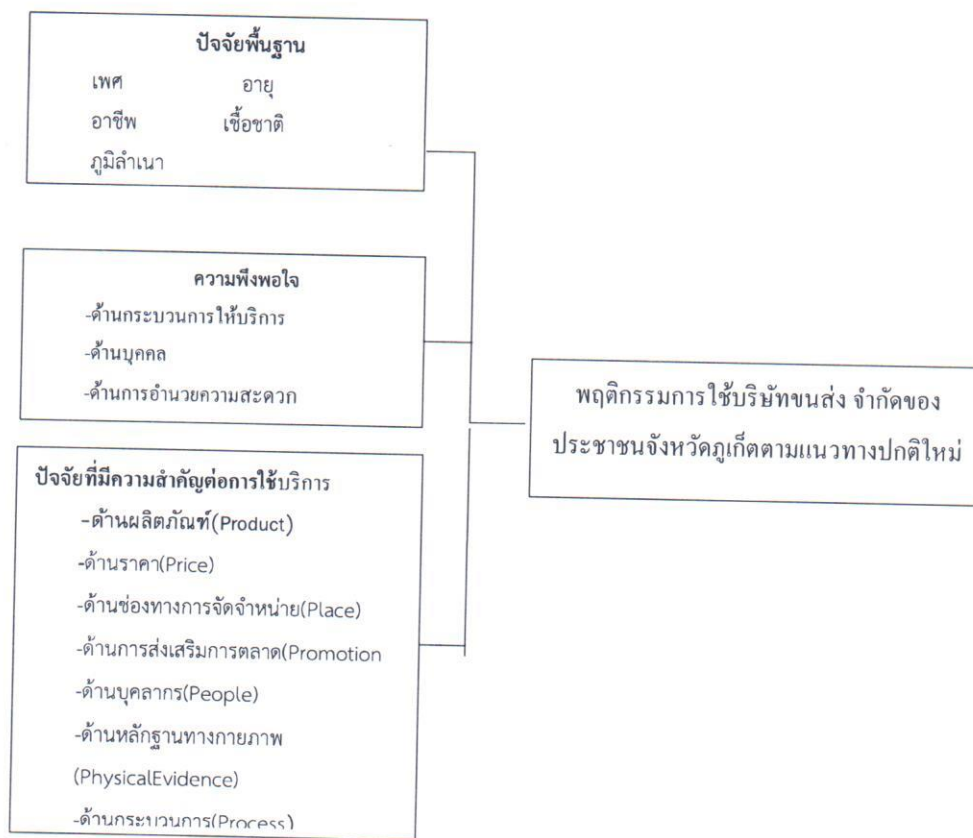 ปัจจัยพื้นฐาน
เพศ อายุ
อาชีพ เชื้อชาติ
ภูมิลำเนา
ความพึงพอใจ
-ด้านกระบวนการให้บริการ
-ด้านบุคคล
-ด้านการอำนวยความสะดวก
ปัจจัยที่มีความสำคัญต่อการใช้บริการ
-ด้านผลิตภัณฑ์(Product)
-ด้านราคา(Price)
-ด้านช่องทางการจัดจำหน่าย(Place)
-ด้านการส่งเสริมการตลาด(Promotion
-ด้านบุคลากร(People)
-ด้านหลักฐานทางกายภาพ
(PhysicalEvidence)
-ด้านกระบวนการ(Process)
พฤติกรรมการใช้บริษัทขนส่ง จำกัดของ
ประชาชนจังหวัดภูเก็ตตามแนวทางปกติใหม่